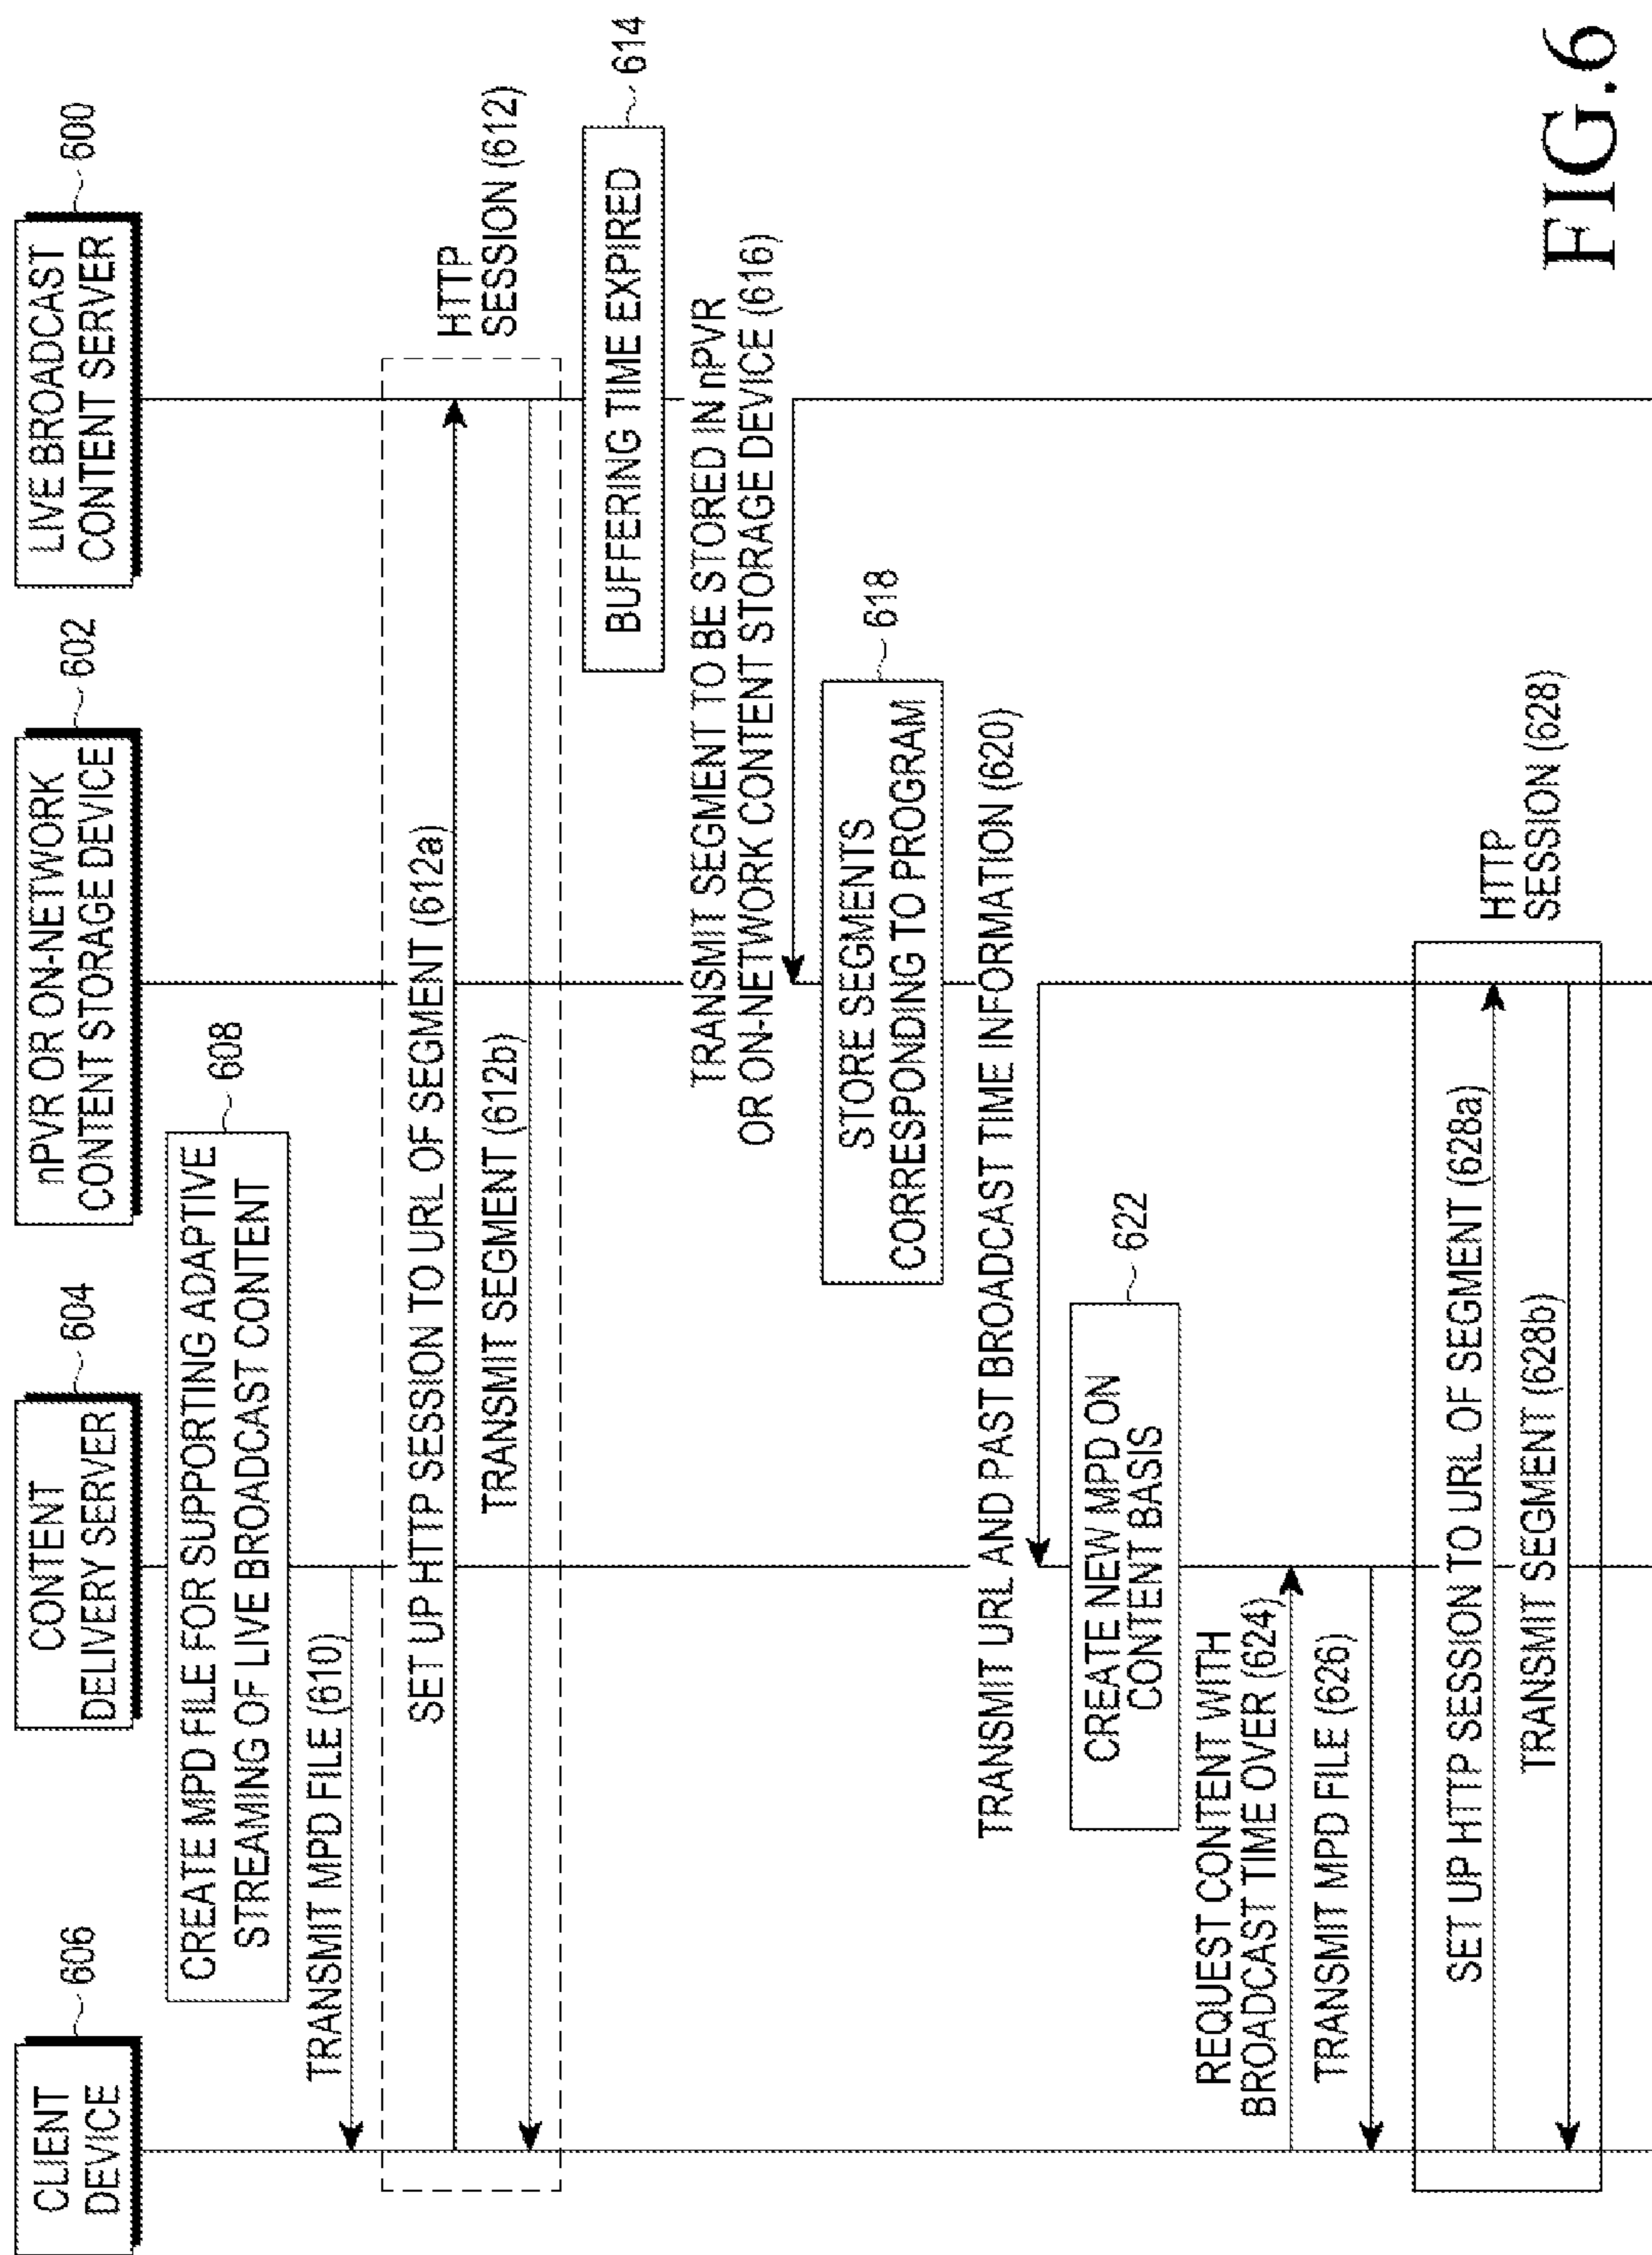 CLIENT
DEVICE
606
CONTENT
DELIVERY SERVER
604
nPVR OR ON-NETWORK
CONTENT STORAGE DEVICE
602
LIVE BROADCAST
CONTENT SERVER
600
CREATE MPD FILE FOR SUPPORTING ADAPTIVE
STREAMING OF LIVE BROADCAST CONTENT
608
TRANSMIT MPD FILE (610)
SET UP HTTP SESSION TO URL OF SEGMENT (612a)
HTTP
SESSION (612)
TRANSMIT SEGMENT (612b)
BUFFERING TIME EXPIRED
614
TRANSMIT SEGMENT TO BE STORED IN nPVR
OR ON-NETWORK CONTENT STORAGE DEVICE (616)
STORE SEGMENTS
CORRESPONDING TO PROGRAM
618
TRANSMIT URL AND PAST BROADCAST TIME INFORMATION (620)
CREATE NEW MPD ON
CONTENT BASIS
622
REQUEST CONTENT WITH
BROADCAST TIME OVER (624)
TRANSMIT MPD FILE (626)
SET UP HTTP SESSION TO URL OF SEGMENT (628a)
HTTP
SESSION (628)
TRANSMIT SEGMENT (628b)
FIG.6